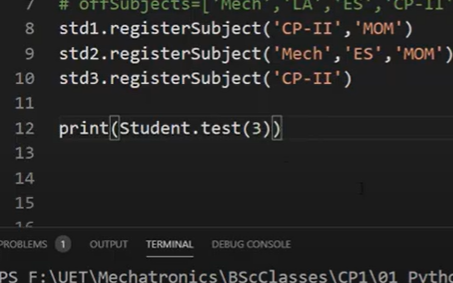 7 # offSubjects=['Mech','LA','ES','CP-II'
8 std1.registerSubject('CP-II','MOM')
9 std2.registerSubject('Mech','ES','MOM')
10 std3.registerSubject('CP-II')
11
12 print(Student.test(3))
13
14
15
16
PROBLEMS 1 OUTPUT TERMINAL DEBUG CONSOLE
PS F:\UET\Mechatronics\BScClasses\CP1\01 Pytho